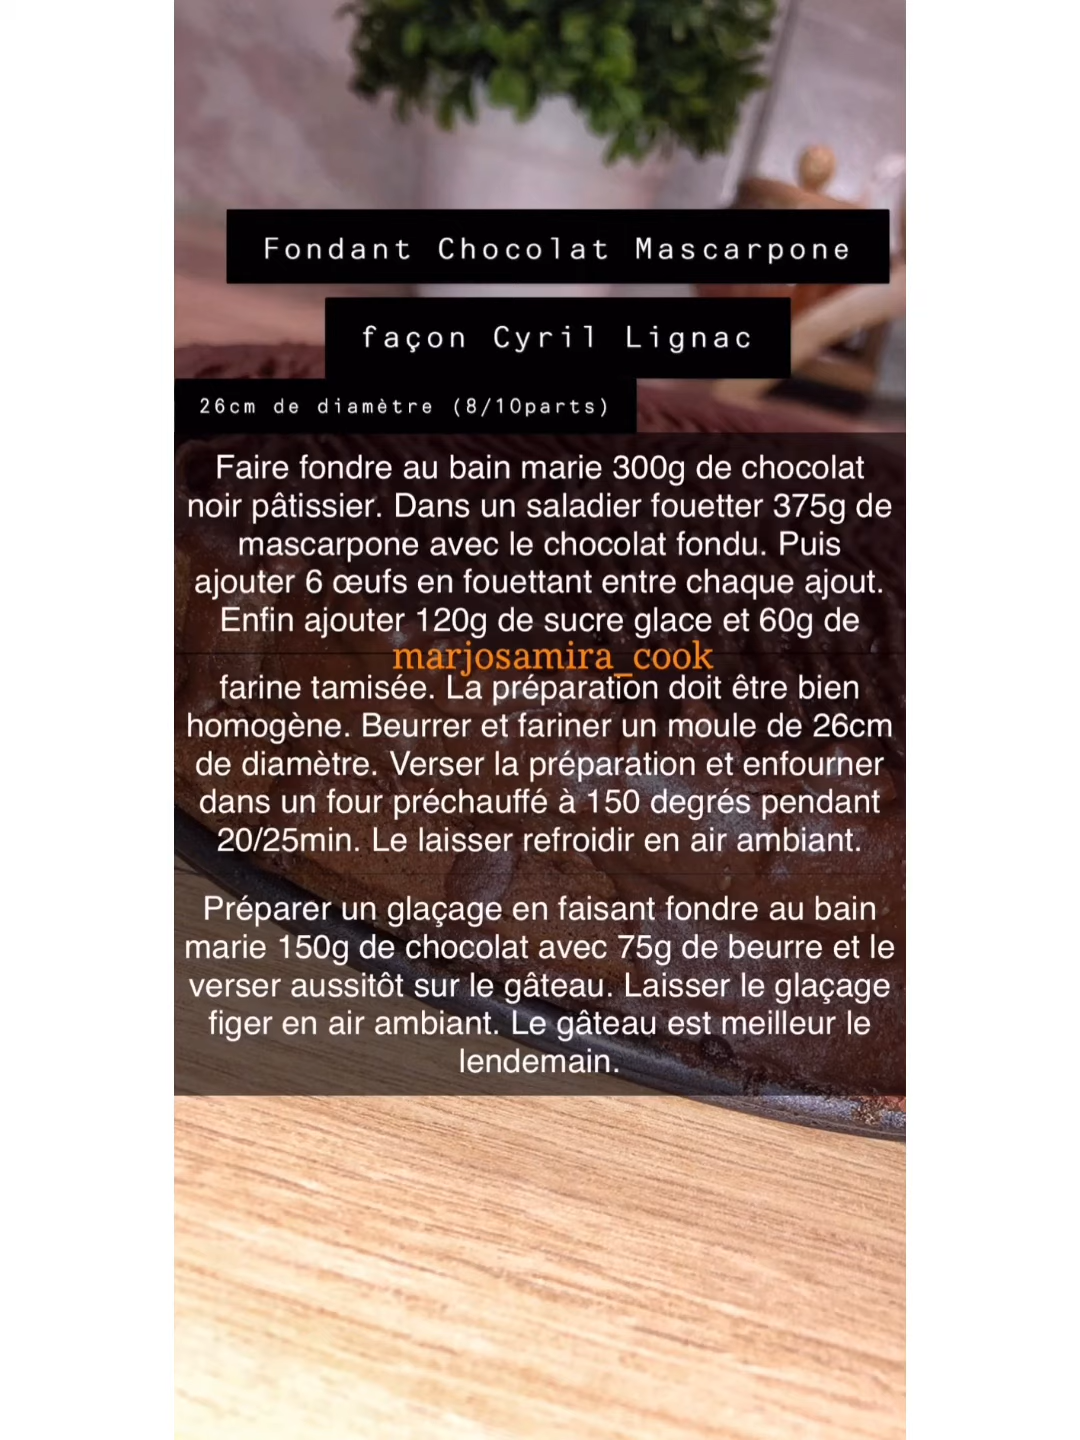 Fondant Chocolat Mascarpone
façon Cyril Lignac
26cm de diamètre (8/10parts)
Faire fondre au bain marie 300g de chocolat
noir pâtissier. Dans un saladier fouetter 375g de
mascarpone avec le chocolat fondu. Puis
ajouter 6 œufs en fouettant entre chaque ajout.
Enfin ajouter 120g de sucre glace et 60g de
marjosamira_cook
farine tamisée. La préparation doit être bien
homogène. Beurrer et fariner un moule de 26cm
de diamètre. Verser la préparation et enfourner
dans un four préchauffé à 150 degrés pendant
20/25min. Le laisser refroidir en air ambiant.
Préparer un glaçage en faisant fondre au bain
marie 150g de chocolat avec 75g de beurre et le
verser aussitôt sur le gâteau. Laisser le glaçage
figer en air ambiant. Le gâteau est meilleur le
lendemain.